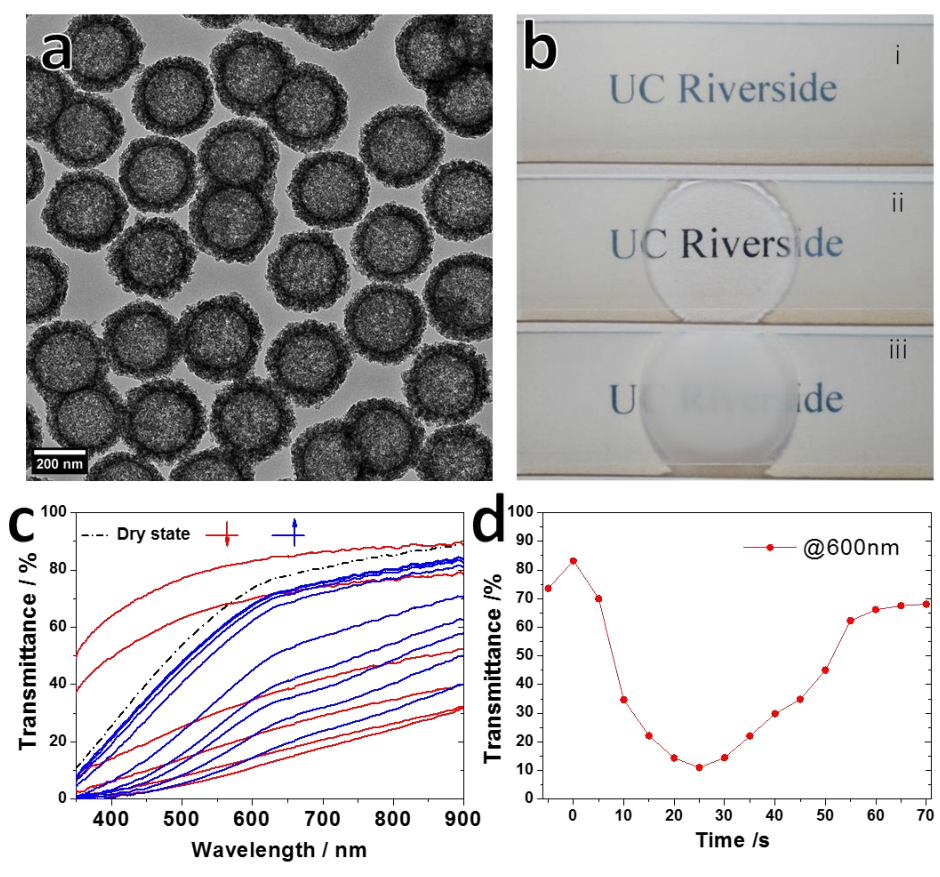 a
200 nm
b
i
UC Riverside
ii
UC Riverside
iii
UC Riverside
c
100
80
60
40
20
0
Transmittance / %
Dry state
400
500
600
700
800
900
Wavelength / nm
d
100
90
80
70
60
50
40
30
20
10
0
Transmittance /%
@600nm
0
10
20
30
40
50
60
70
Time /s